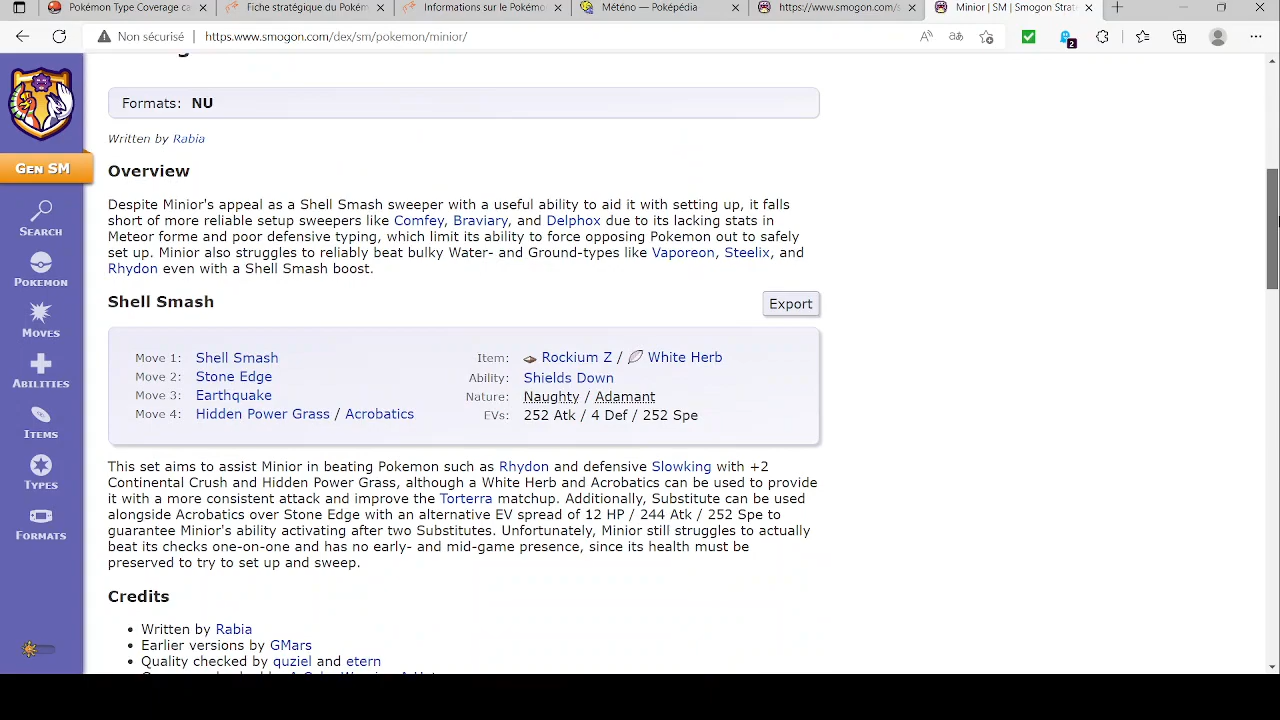 Pokémon Type Coverage ca
Fiche stratégique du Pokém
Informations sur le Pokémo
Météno — Poképédia
https://www.smogon.com/
Minior | SM | Smogon Strat
Non sécurisé
https://www.smogon.com/dex/sm/pokemon/minior/
2
Formats: NU
Written by Rabia
GEN SM
Overview
SEARCH
POKEMON
MOVES
ABILITIES
ITEMS
TYPES
FORMATS
Despite Minior's appeal as a Shell Smash sweeper with a useful ability to aid it with setting up, it falls
short of more reliable setup sweepers like Comfey, Braviary, and Delphox due to its lacking stats in
Meteor forme and poor defensive typing, which limit its ability to force opposing Pokemon out to safely
set up. Minior also struggles to reliably beat bulky Water- and Ground-types like Vaporeon, Steelix, and
Rhydon even with a Shell Smash boost.
Shell Smash
Export
Move 1: Shell Smash
Move 2: Stone Edge
Move 3: Earthquake
Move 4: Hidden Power Grass / Acrobatics
Item: Rockium Z / White Herb
Ability: Shields Down
Nature: Naughty / Adamant
EVs: 252 Atk / 4 Def / 252 Spe
This set aims to assist Minior in beating Pokemon such as Rhydon and defensive Slowking with +2
Continental Crush and Hidden Power Grass, although a White Herb and Acrobatics can be used to provide
it with a more consistent attack and improve the Torterra matchup. Additionally, Substitute can be used
alongside Acrobatics over Stone Edge with an alternative EV spread of 12 HP / 244 Atk / 252 Spe to
guarantee Minior's ability activating after two Substitutes. Unfortunately, Minior still struggles to actually
beat its checks one-on-one and has no early- and mid-game presence, since its health must be
preserved to try to set up and sweep.
Credits
• Written by Rabia
• Earlier versions by GMars
• Quality checked by quziel and etern